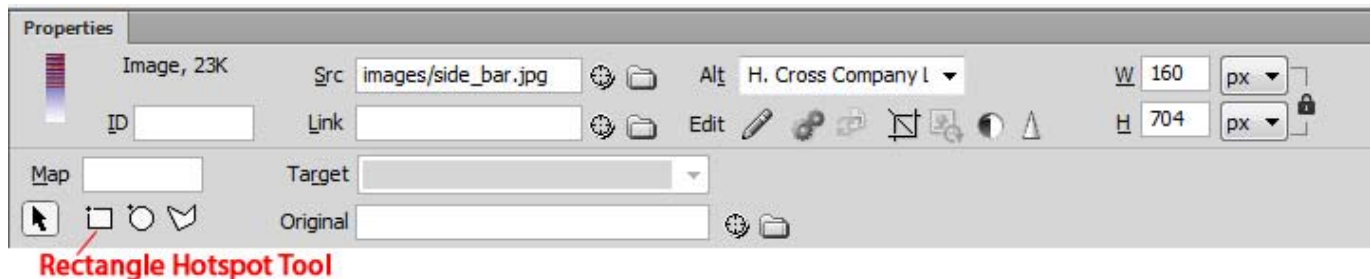 Properties
Image, 23K Src images/side_bar.jpg Alt H. Cross Company l W 160 px
ID Link Edit H 704 px
Map Target
Original
Rectangle Hotspot Tool